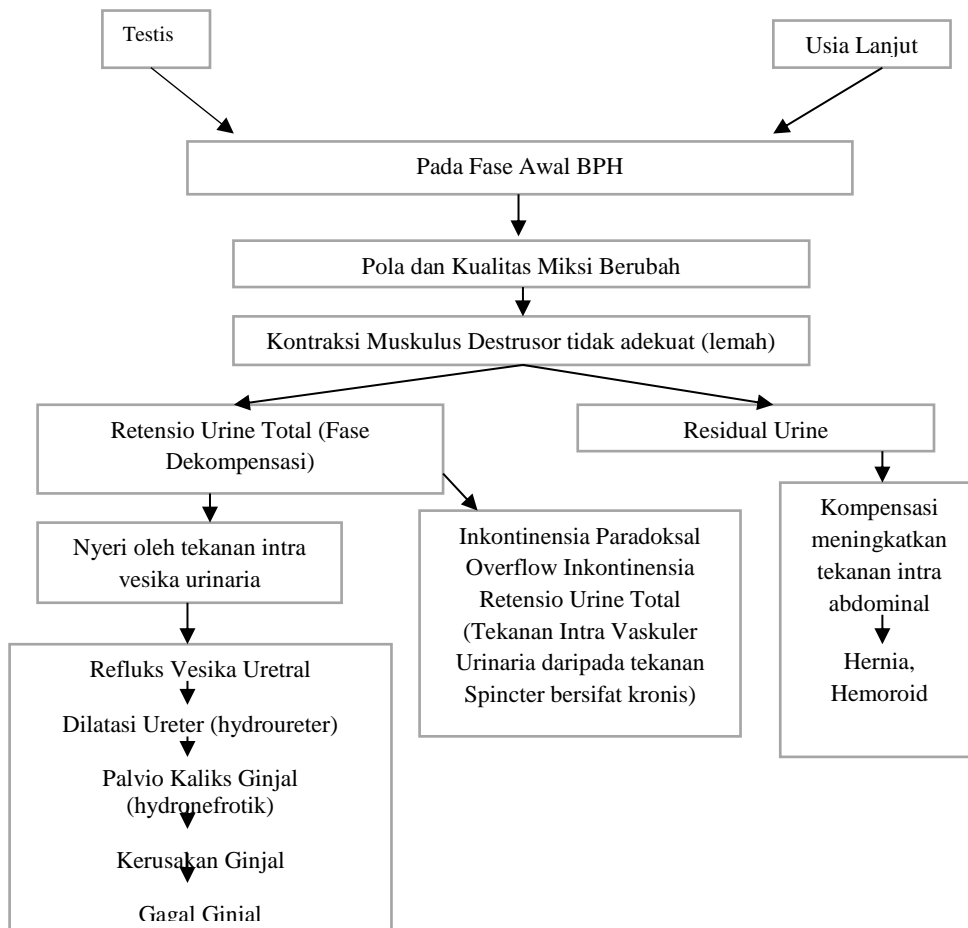 Testis
Usia Lanjut
Pada Fase Awal BPH
Pola dan Kualitas Miksi Berubah
Kontraksi Muskulus Destrusor tidak adekuat (lemah)
Retensio Urine Total (Fase
Dekompensasi)
Residual Urine
Nyeri oleh tekanan intra
vesika urinaria
Inkontinensia Paradoksal
Overflow Inkontinensia
Retensio Urine Total
(Tekanan Intra Vaskuler
Urinaria daripada tekanan
Spincter bersifat kronis)
Kompensasi
meningkatkan
tekanan intra
abdominal
Hernia,
Hemoroid
Refluks Vesika Uretral
Dilatasi Ureter (hydroureter)
Palvio Kaliks Ginjal
(hydronefrotik)
Kerusakan Ginjal
Gagal Ginjal